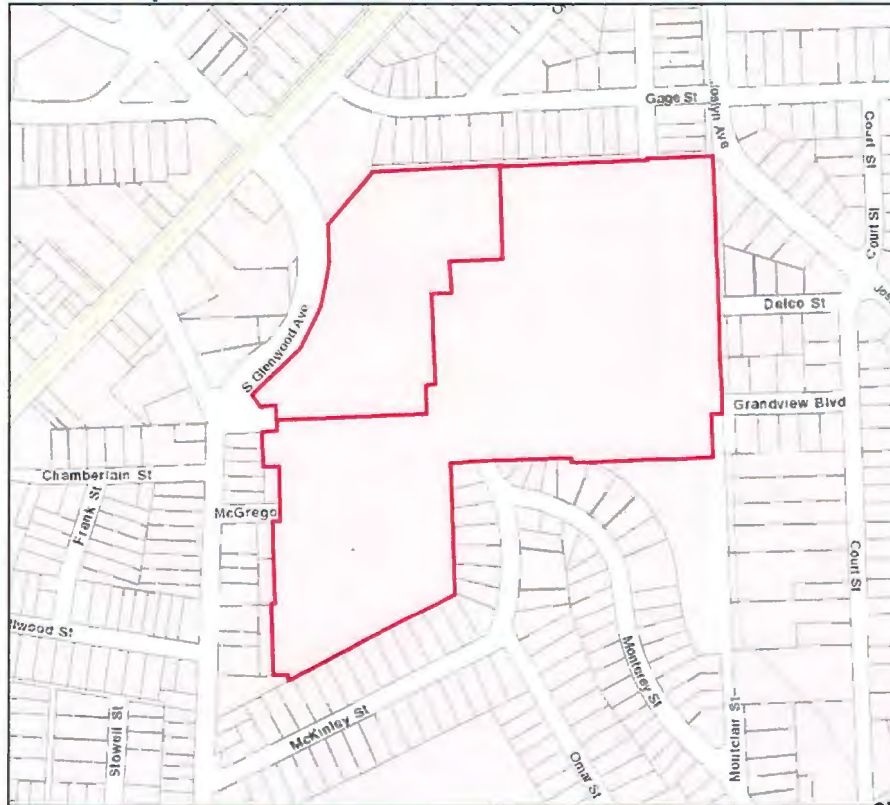 Gage St
Joslyn Ave
Court St
Court St
S Glenwood Ave
Delco St
Grandview Blvd
Chamberlain St
Frank St
McGrego
Court St
llwood St
Monterey St
McKinley St
Stowell St
Omar St
Montclair St